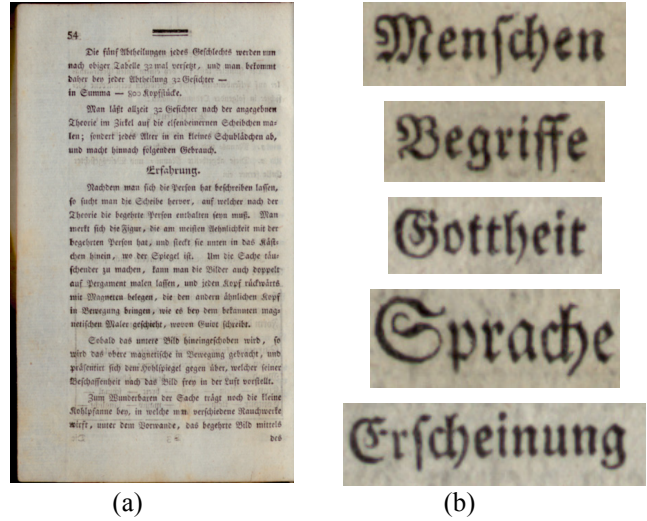 54
Die fünf Abtheilungen jedes Geschlechts werden nun
nach obiger Tabelle 32 mal versetzt, und man bekommt
daher bey jeder Abtheilung 32 Gesichter —
in Summa — 800 Kopfstücke.
Man läßt allzeit 32 Gesichter nach der angegebnen
Theorie im Zirkel auf die elfenbeinernen Scheibchen ma-
len; sondert jedes Alter in ein kleines Schublädchen ab,
und macht hinnach folgenden Gebrauch.
Erfahrung.
Nachdem man sich die Person hat beschreiben lassen,
so sucht man die Scheibe hervor, auf welcher nach der
Theorie die begehrte Person enthalten seyn muß. Man
merkt sich die Figur, die am meisten Aehnlichkeit mit der
begehrten Person hat, und steckt sie unten in das Käst-
chen hinein, wo der Spiegel ist. Um die Sache täu-
schender zu machen, kann man die Bilder auch doppelt
auf Pergament malen lassen, und jeden Kopf rückwärts
mit Magneten belegen, die den andern ähnlichen Kopf
in Bewegung bringen, wie es bey dem bekannten mag-
netischen Maler geschieht, wovon Guiot schreibt.
Sobald das untere Bild hineingeschoben wird, so
wird das obere magnetische in Bewegung gebracht, und
präsentirt sich dem Hohlspiegel gegen über, welcher seiner
Beschaffenheit nach das Bild frey in der Luft vorstellt.
Zum Wunderbaren der Sache trägt noch die kleine
Kohlpfanne bey, in welche man verschiedene Rauchwerke
wirft, unter dem Vorwande, das begehrte Bild mittels
des
(a)
Menschen
Begriffe
Gottheit
Sprache
Erscheinung
(b)